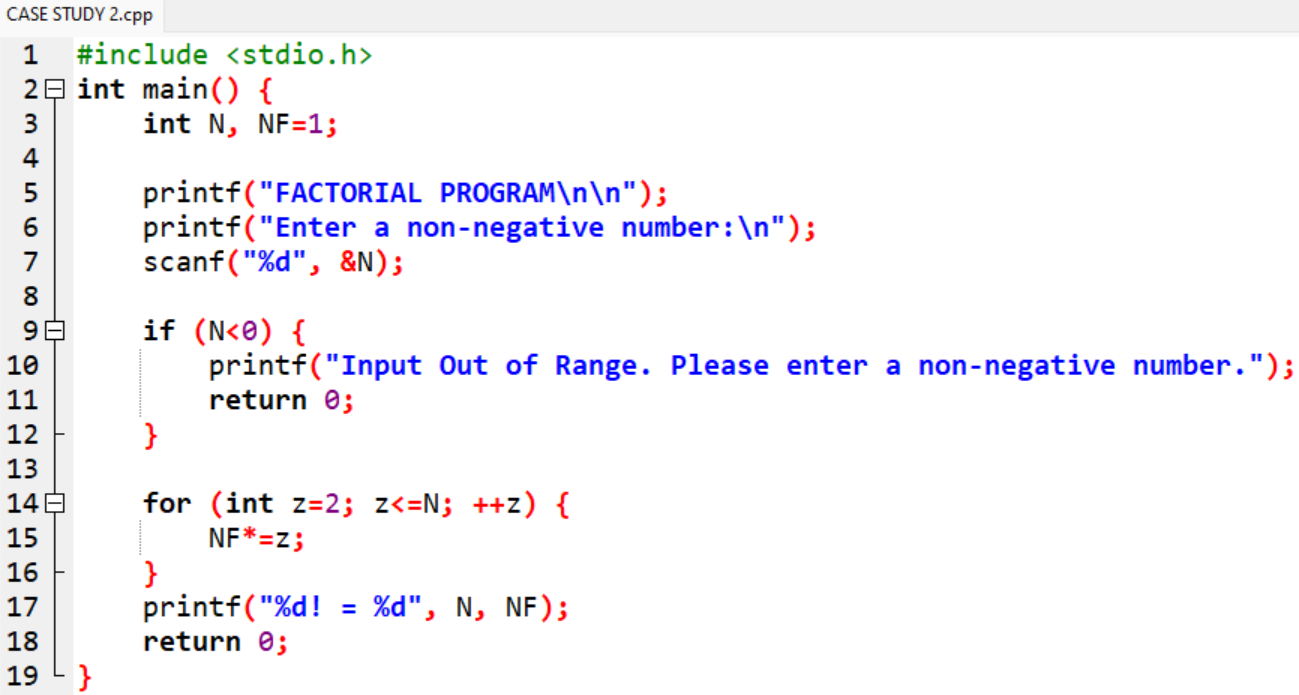 CASE STUDY 2.cpp
1 #include <stdio.h>
2 int main() {
3 int N, NF=1;
4
5 printf("FACTORIAL PROGRAM\n\n");
6 printf("Enter a non-negative number:\n");
7 scanf("%d", &N);
8
9 if (N<0) {
10 printf("Input Out of Range. Please enter a non-negative number.");
11 return 0;
12 }
13
14 for (int z=2; z<=N; ++z) {
15 NF*=z;
16 }
17 printf("%d! = %d", N, NF);
18 return 0;
19 }